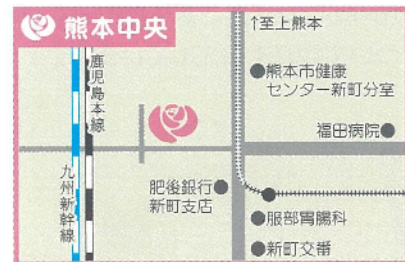 熊本中央
↑至上熊本
鹿児島本線
●熊本市健康
センター新町分室
福田病院●
九州新幹線
肥後銀行●
新町支店
●服部胃腸科
●新町交番